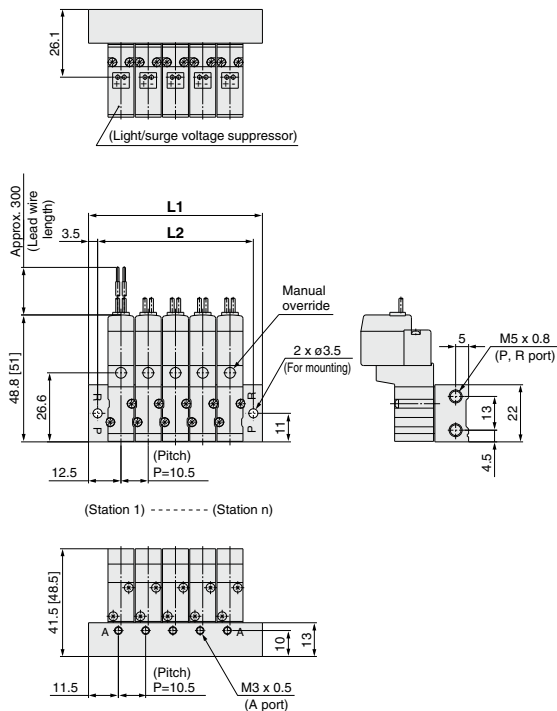 26.1
(Light/surge voltage suppressor)
Approx. 300
(Lead wire
length)
L1
3.5
L2
Manual
override
5
M5 x 0.8
(P, R port)
2 x ø3.5
(For mounting)
48.8 [51]
26.6
R
P
R
P
11
13
22
4.5
12.5
(Pitch)
P=10.5
(Station 1) -------- (Station n)
41.5 [48.5]
A
A
10
13
11.5
(Pitch)
P=10.5
M3 x 0.5
(A port)